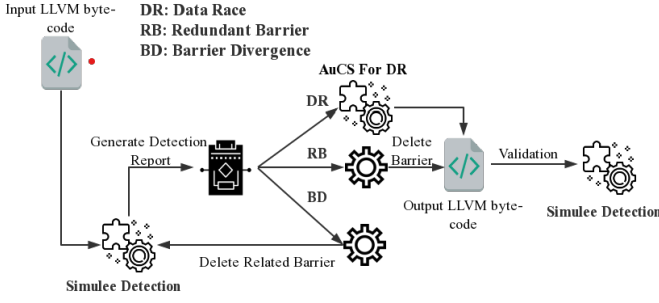 Input LLVM byte-
code
DR: Data Race
RB: Redundant Barrier
BD: Barrier Divergence
AuCS For DR
DR
Generate Detection
Report
RB
Delete
Barrier
Validation
BD
Output LLVM byte-
code
Simulee Detection
Delete Related Barrier
Simulee Detection